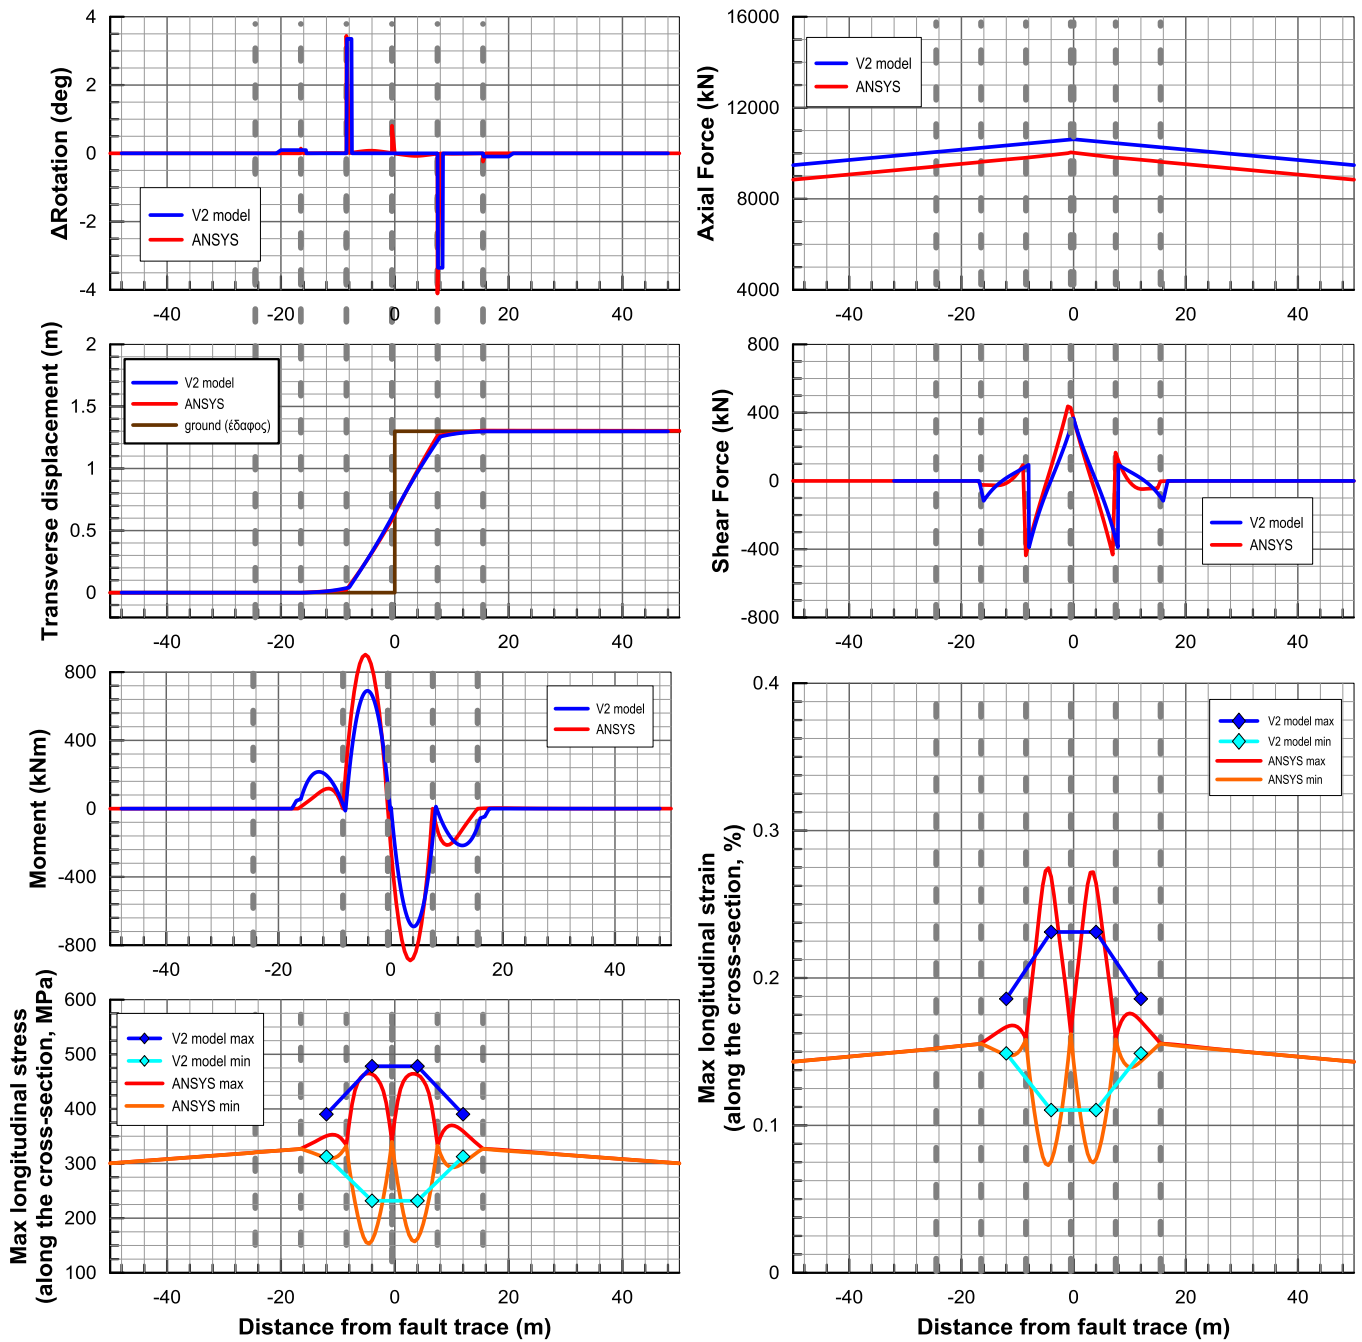 ΔRotation (deg)
4
2
0
-2
-4
V2 model
ANSYS
-40
-20
0
20
40
Axial Force (kN)
16000
12000
8000
4000
V2 model
ANSYS
-40
-20
0
20
40
Transverse displacement (m)
2
1.5
1
0.5
0
V2 model
ANSYS
ground (έδαφος)
-40
-20
0
20
40
Shear Force (kN)
800
400
0
-400
-800
V2 model
ANSYS
-40
-20
0
20
40
Moment (kNm)
800
400
0
-400
-800
V2 model
ANSYS
-40
-20
0
20
40
Max longitudinal stress
(along the cross-section, MPa)
600
500
400
300
200
100
V2 model max
V2 model min
ANSYS max
ANSYS min
-40
-20
0
20
40
Distance from fault trace (m)
Max longitudinal strain
(along the cross-section, %)
0.4
0.3
0.2
0.1
0
V2 model max
V2 model min
ANSYS max
ANSYS min
-40
-20
0
20
40
Distance from fault trace (m)